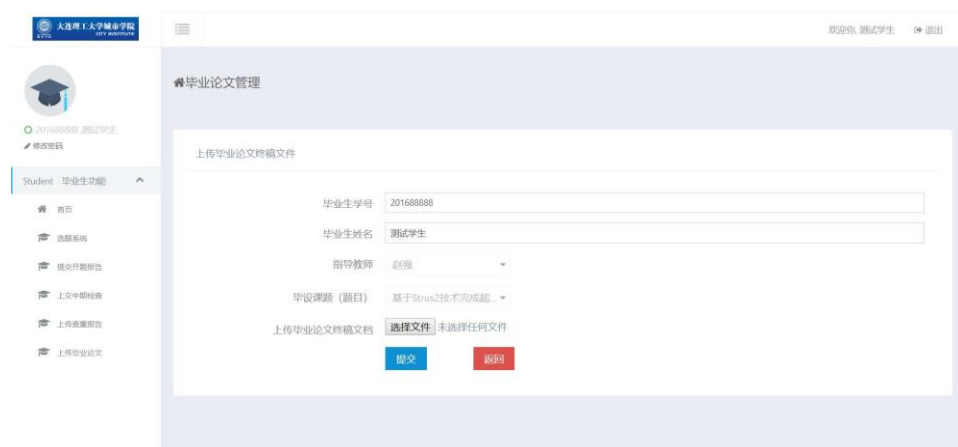 大连理工大学城市学院
CITY INSTITUTE
欢迎你, 测试学生 退出
201688888 测试学生
修改密码
Student 毕业生功能
首页
选题系统
提交开题报告
上交中期检查
上传查重报告
上传毕业论文
毕业论文管理
上传毕业论文终稿文件
毕业生学号 201688888
毕业生姓名 测试学生
指导教师 赵强
毕设课题（题目） 基于Strus2技术完成超...
上传毕业论文终稿文档 选择文件 未选择任何文件
提交 返回